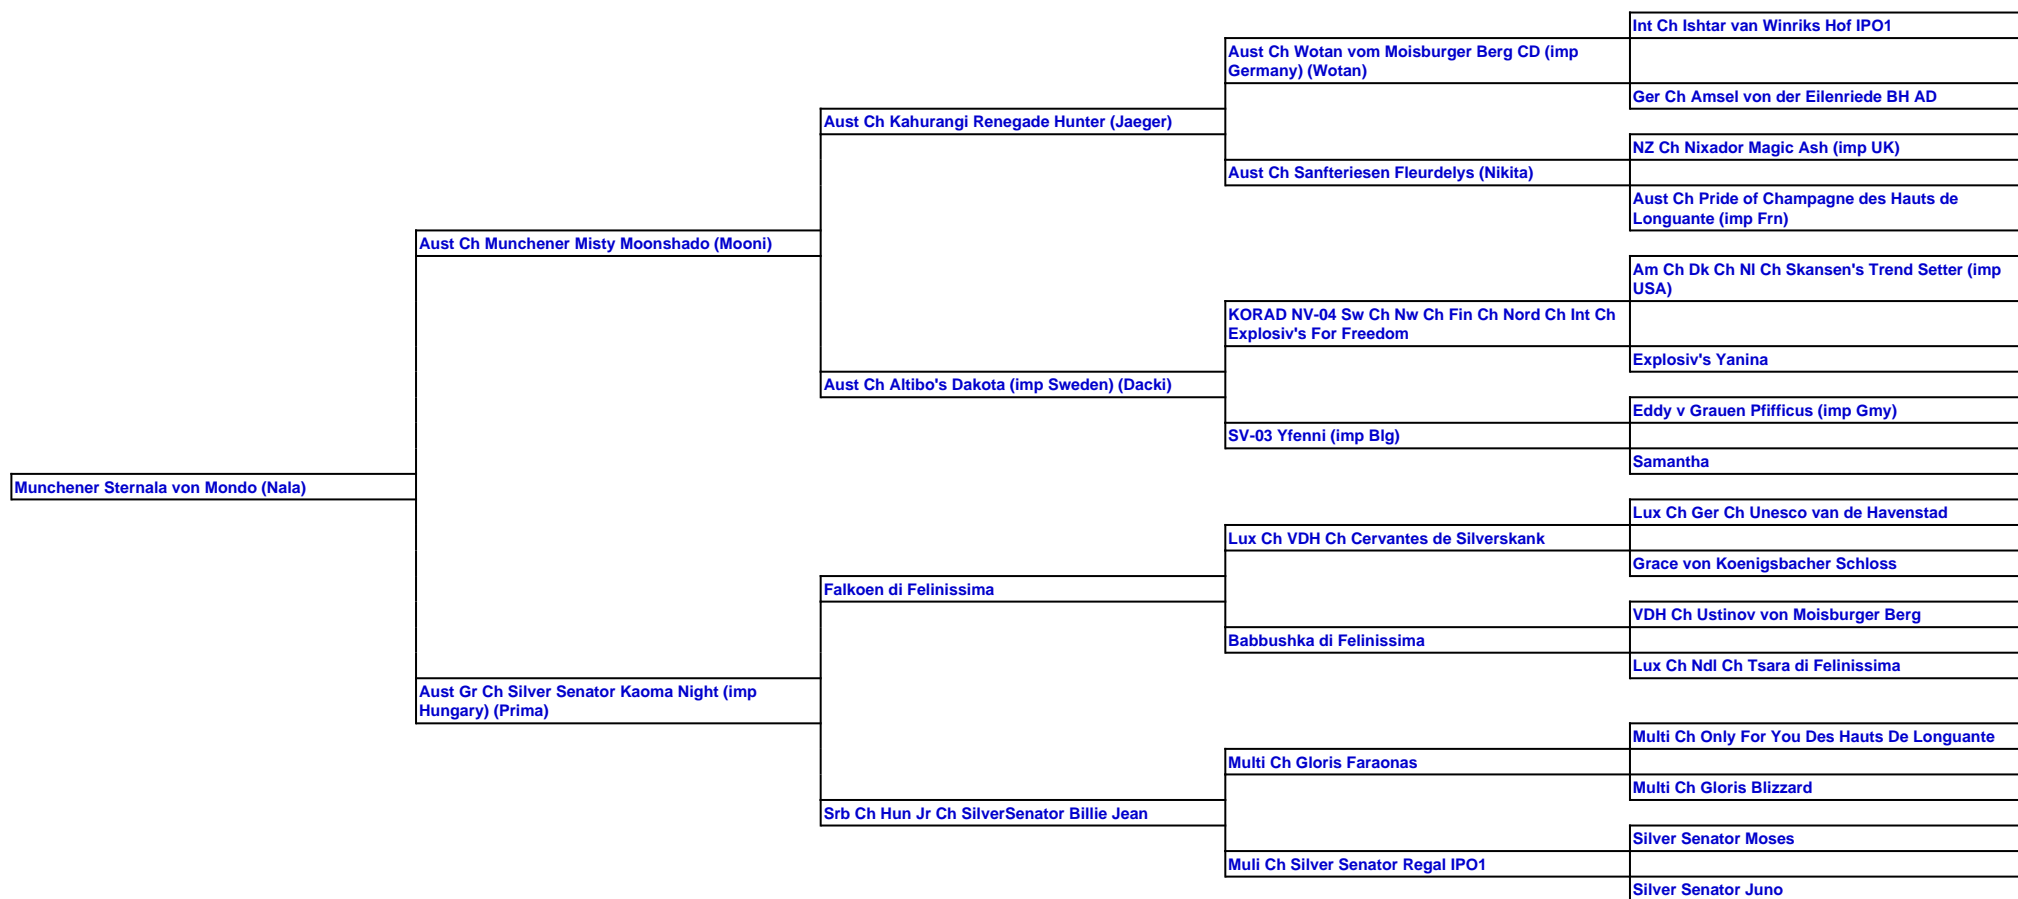 Int Ch Ishtar van Winriks Hof IPO1
Aust Ch Wotan vom Moisburger Berg CD (imp
Germany) (Wotan)
Ger Ch Amsel von der Eilenriede BH AD
Aust Ch Kahurangi Renegade Hunter (Jaeger)
NZ Ch Nixador Magic Ash (imp UK)
Aust Ch Sanfteriesen Fleurdelys (Nikita)
Aust Ch Pride of Champagne des Hauts de
Longuante (imp Frn)
Aust Ch Munchener Misty Moonshado (Mooni)
Am Ch Dk Ch Nl Ch Skansen's Trend Setter (imp
USA)
KORAD NV-04 Sw Ch Nw Ch Fin Ch Nord Ch Int Ch
Explosiv's For Freedom
Explosiv's Yanina
Aust Ch Altibo's Dakota (imp Sweden) (Dacki)
Eddy v Grauen Pfifficus (imp Gmy)
SV-03 Yfenni (imp Blg)
Samantha
Munchener Sternala von Mondo (Nala)
Lux Ch Ger Ch Unesco van de Havenstad
Lux Ch VDH Ch Cervantes de Silverskank
Grace von Koenigsbacher Schloss
Falkoen di Felinissima
VDH Ch Ustinov von Moisburger Berg
Babbushka di Felinissima
Lux Ch Ndl Ch Tsara di Felinissima
Aust Gr Ch Silver Senator Kaoma Night (imp
Hungary) (Prima)
Multi Ch Only For You Des Hauts De Longuante
Multi Ch Gloris Faraonas
Multi Ch Gloris Blizzard
Srb Ch Hun Jr Ch SilverSenator Billie Jean
Silver Senator Moses
Muli Ch Silver Senator Regal IPO1
Silver Senator Juno